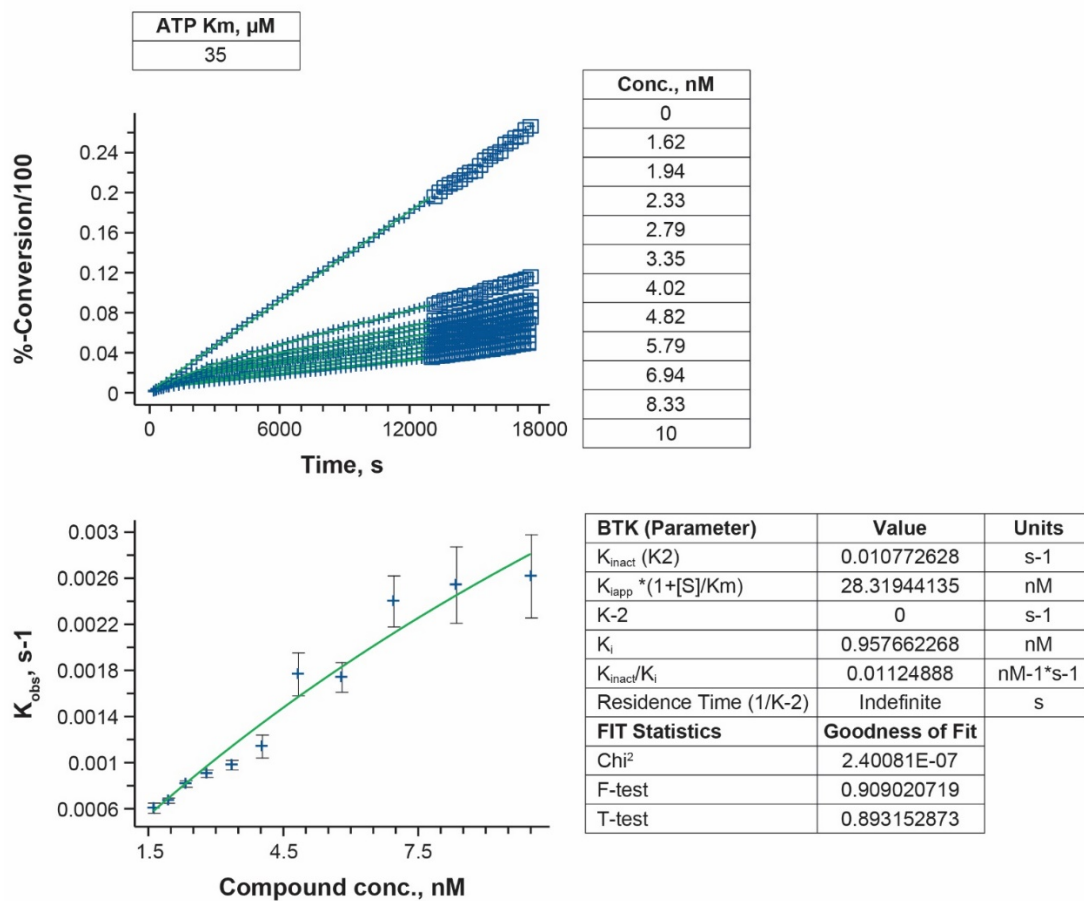 ATP Km, µM
35
Conc., nM
0
1.62
1.94
2.33
2.79
3.35
4.02
4.82
5.79
6.94
8.33
10
%-Conversion/100
0.24
0.2
0.16
0.12
0.08
0.04
0
0 6000 12000 18000
Time, s
Kobs, s-1
0.003
0.0026
0.0022
0.0018
0.0014
0.001
0.0006
1.5 4.5 7.5
Compound conc., nM
BTK (Parameter) Value Units
Kinact (K2) 0.010772628 s-1
Kiapp *(1+[S]/Km) 28.31944135 nM
K-2 0 s-1
Ki 0.957662268 nM
Kinact/Ki 0.01124888 nM-1*s-1
Residence Time (1/K-2) Indefinite s
FIT Statistics Goodness of Fit
Chi² 2.40081E-07
F-test 0.909020719
T-test 0.893152873